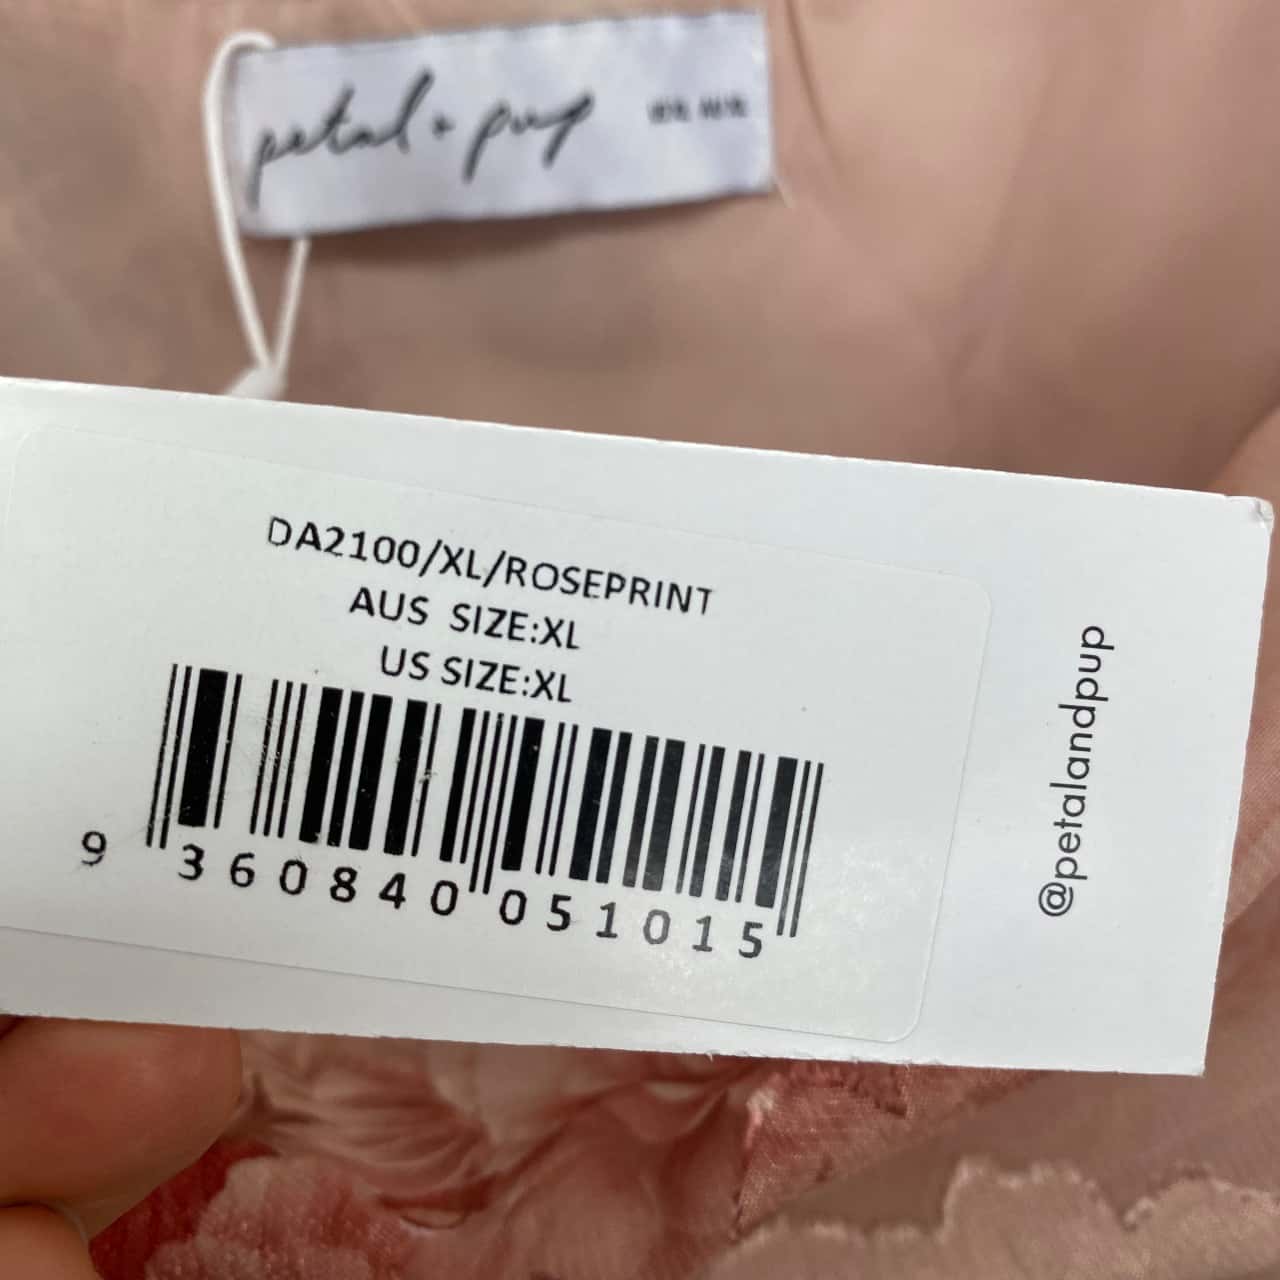 petal + pup
DA2100/XL/ROSEPRINT
AUS SIZE:XL
US SIZE:XL
9 360840 051015
@petalandpup